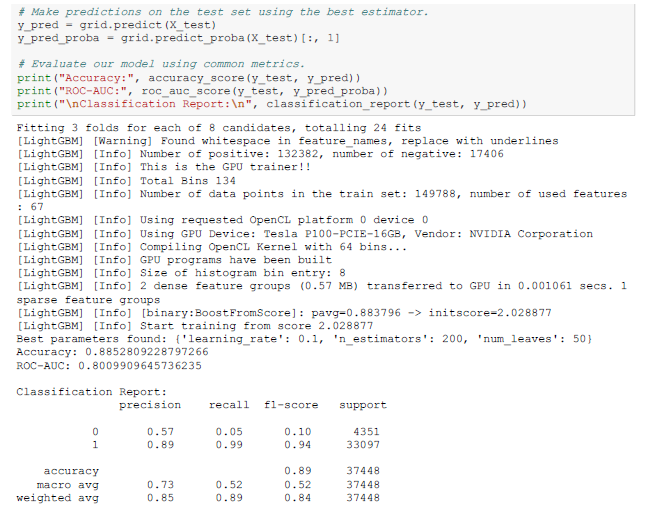 # Make predictions on the test set using the best estimator.
y_pred = grid.predict(X_test)
y_pred_proba = grid.predict_proba(X_test)[:, 1]
# Evaluate our model using common metrics.
print("Accuracy:", accuracy_score(y_test, y_pred))
print("ROC-AUC:", roc_auc_score(y_test, y_pred_proba))
print("\nClassification Report:\n", classification_report(y_test, y_pred))
Fitting 3 folds for each of 8 candidates, totalling 24 fits
[LightGBM] [Warning] Found whitespace in feature_names, replace with underlines
[LightGBM] [Info] Number of positive: 132382, number of negative: 17406
[LightGBM] [Info] This is the GPU trainer!!
[LightGBM] [Info] Total Bins 134
[LightGBM] [Info] Number of data points in the train set: 149788, number of used features
: 67
[LightGBM] [Info] Using requested OpenCL platform 0 device 0
[LightGBM] [Info] Using GPU Device: Tesla P100-PCIE-16GB, Vendor: NVIDIA Corporation
[LightGBM] [Info] Compiling OpenCL Kernel with 64 bins...
[LightGBM] [Info] GPU programs have been built
[LightGBM] [Info] Size of histogram bin entry: 8
[LightGBM] [Info] 2 dense feature groups (0.57 MB) transferred to GPU in 0.001061 secs. 1
sparse feature groups
[LightGBM] [Info] [binary:BoostFromScore]: pavg=0.883796 -> initscore=2.028877
[LightGBM] [Info] Start training from score 2.028877
Best parameters found: {'learning_rate': 0.1, 'n_estimators': 200, 'num_leaves': 50}
Accuracy: 0.8852809228797266
ROC-AUC: 0.8009909645736235
Classification Report:
precision recall f1-score support
0 0.57 0.05 0.10 4351
1 0.89 0.99 0.94 33097
accuracy 0.89 37448
macro avg 0.73 0.52 0.52 37448
weighted avg 0.85 0.89 0.84 37448